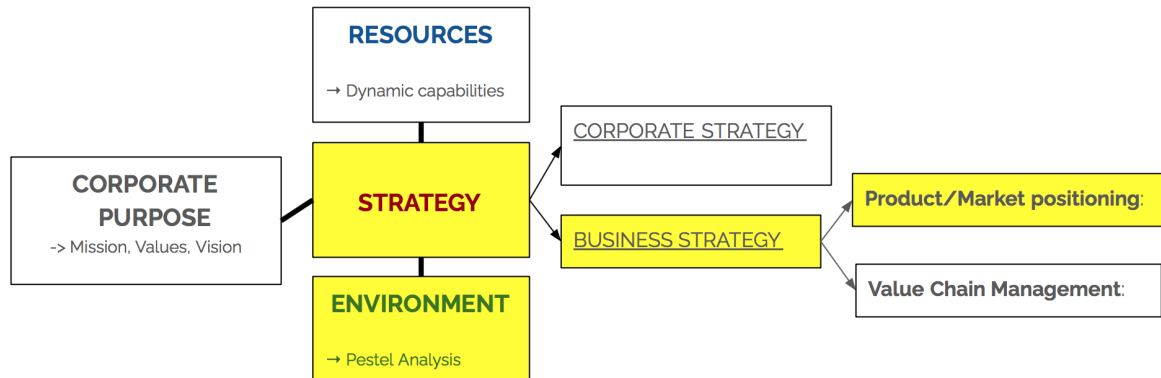 RESOURCES
→ Dynamic capabilities
CORPORATE STRATEGY
CORPORATE
PURPOSE
-> Mission, Values, Vision
STRATEGY
Product/Market positioning:
BUSINESS STRATEGY
Value Chain Management:
ENVIRONMENT
→ Pestel Analysis